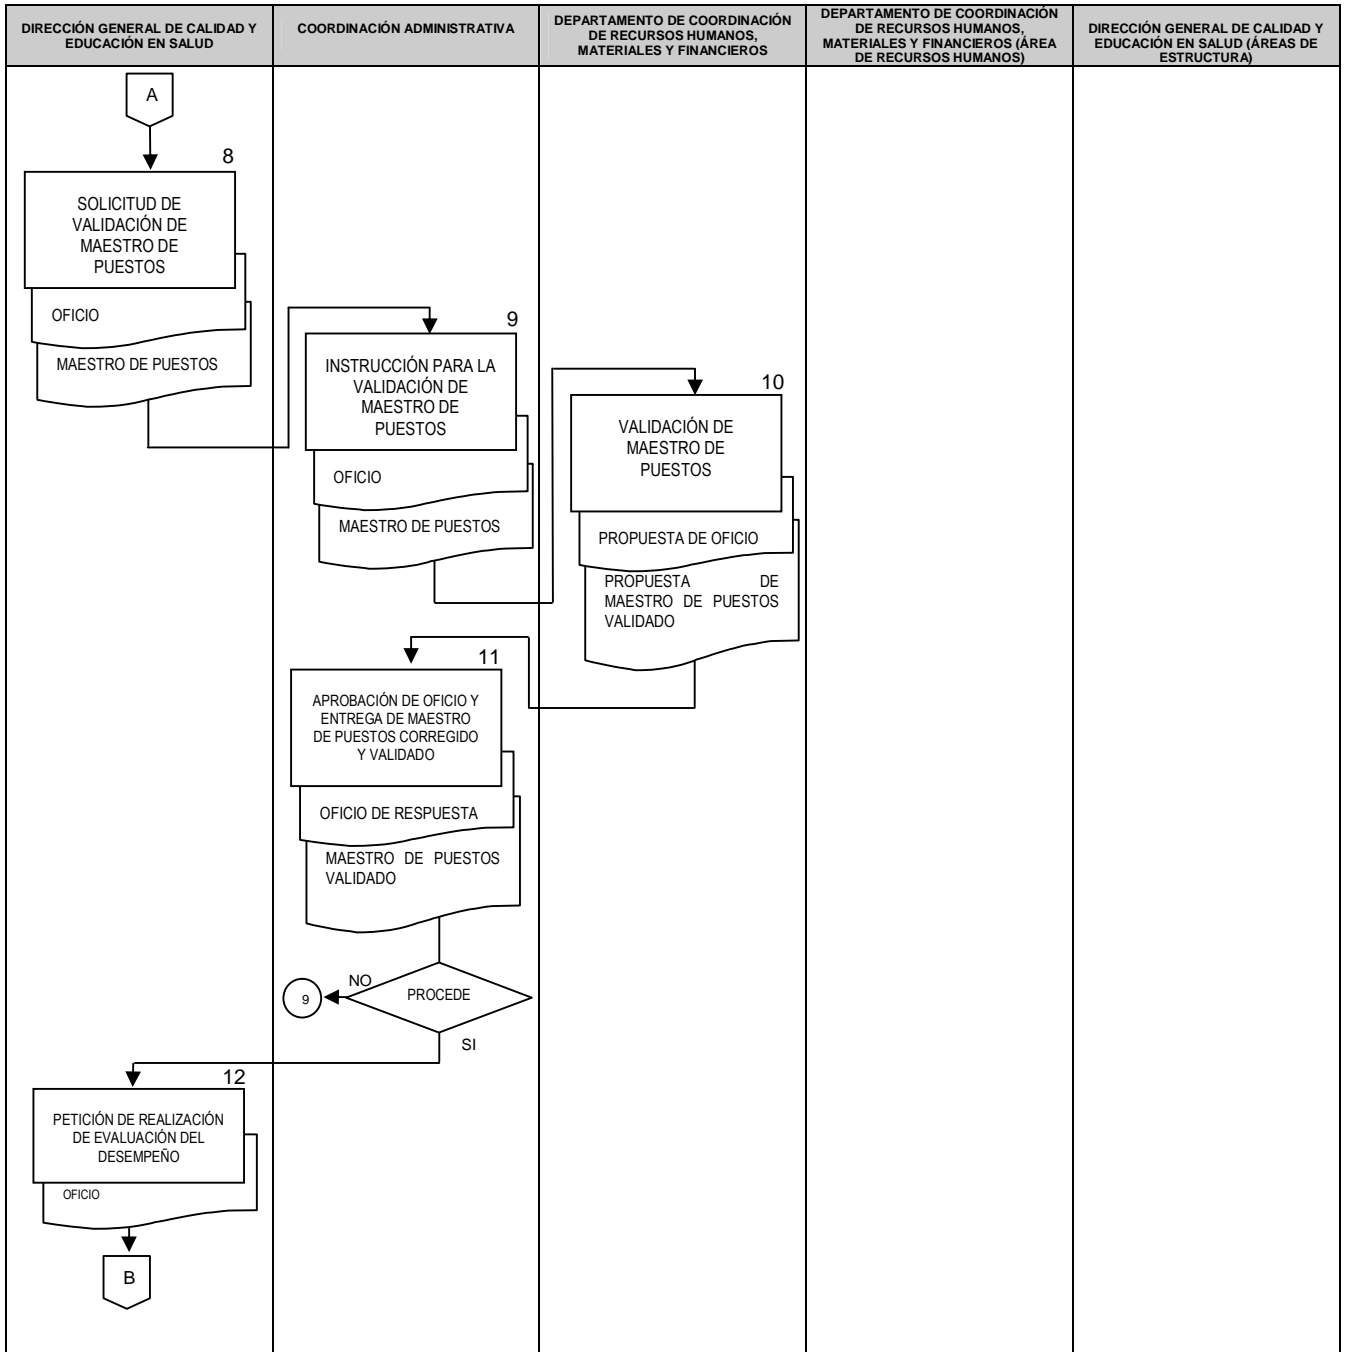 DIRECCIÓN GENERAL DE CALIDAD Y
EDUCACIÓN EN SALUD
COORDINACIÓN ADMINISTRATIVA
DEPARTAMENTO DE COORDINACIÓN
DE RECURSOS HUMANOS,
MATERIALES Y FINANCIEROS
DEPARTAMENTO DE COORDINACIÓN
DE RECURSOS HUMANOS,
MATERIALES Y FINANCIEROS (ÁREA
DE RECURSOS HUMANOS)
DIRECCIÓN GENERAL DE CALIDAD Y
EDUCACIÓN EN SALUD (ÁREAS DE
ESTRUCTURA)
A
8
SOLICITUD DE
VALIDACIÓN DE
MAESTRO DE
PUESTOS
OFICIO
MAESTRO DE PUESTOS
9
INSTRUCCIÓN PARA LA
VALIDACIÓN DE
MAESTRO DE
PUESTOS
OFICIO
MAESTRO DE PUESTOS
10
VALIDACIÓN DE
MAESTRO DE
PUESTOS
PROPUESTA DE OFICIO
PROPUESTA DE
MAESTRO DE PUESTOS
VALIDADO
11
APROBACIÓN DE OFICIO Y
ENTREGA DE MAESTRO
DE PUESTOS CORREGIDO
Y VALIDADO
OFICIO DE RESPUESTA
MAESTRO DE PUESTOS
VALIDADO
NO
9
PROCEDE
SI
12
PETICIÓN DE REALIZACIÓN
DE EVALUACIÓN DEL
DESEMPEÑO
OFICIO
B